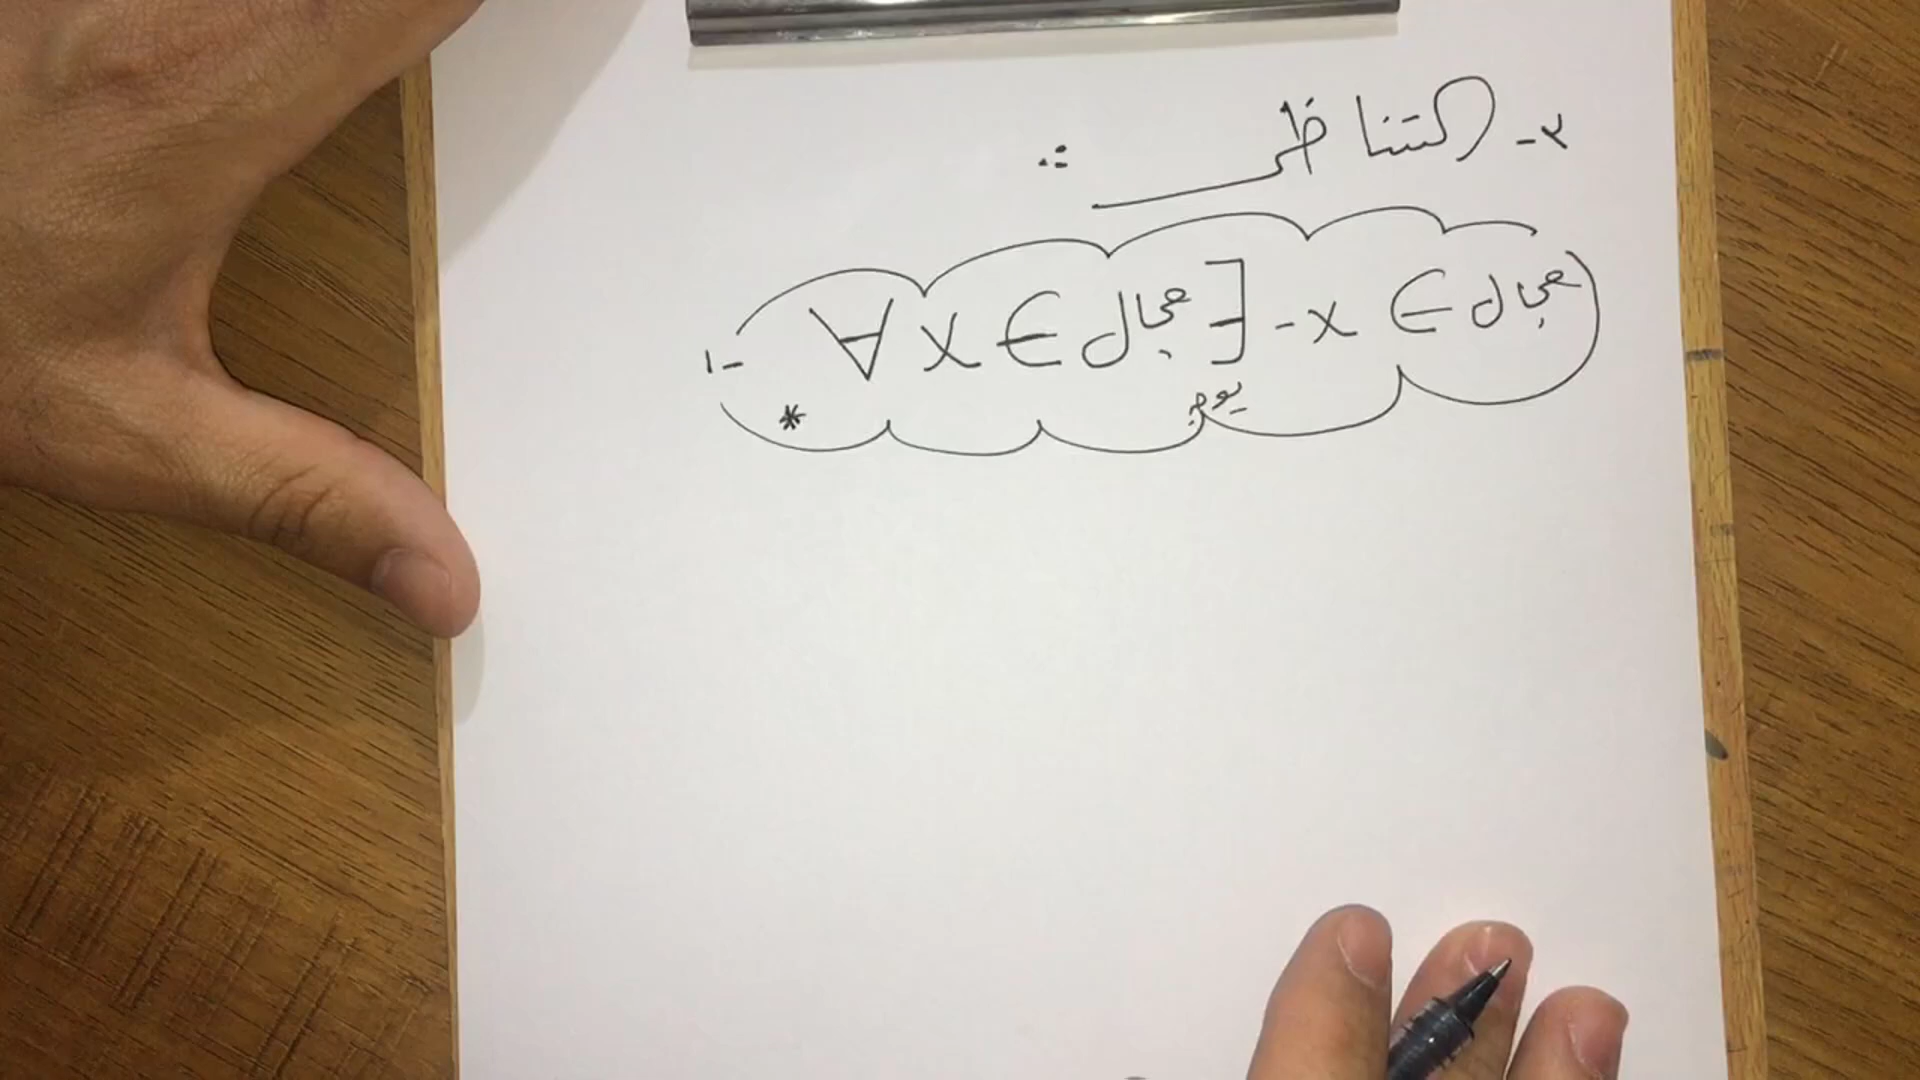 ٢- التناظر :.
١- ∀ x ∈ مجال ∃ -x ∈ مجال
* يوجد